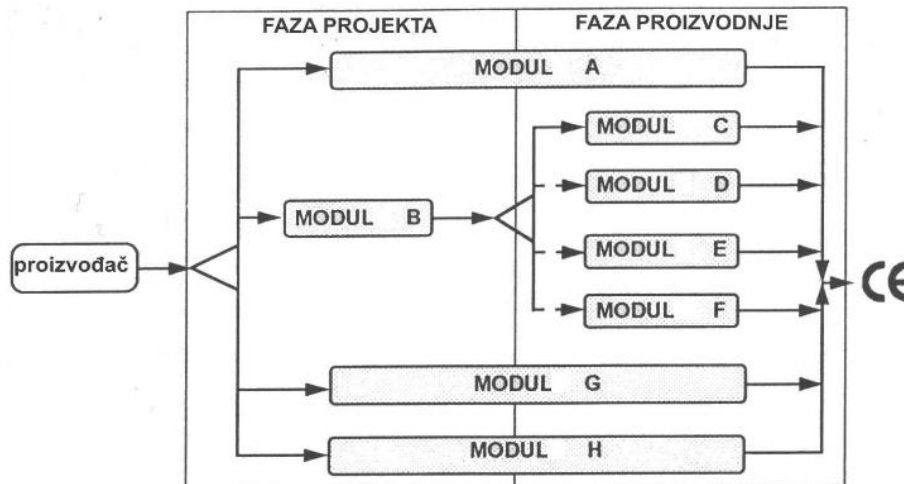 FAZA PROJEKTA
FAZA PROIZVODNJE
MODUL A
MODUL C
MODUL D
MODUL B
MODUL E
proizvođač
CE
MODUL F
MODUL G
MODUL H